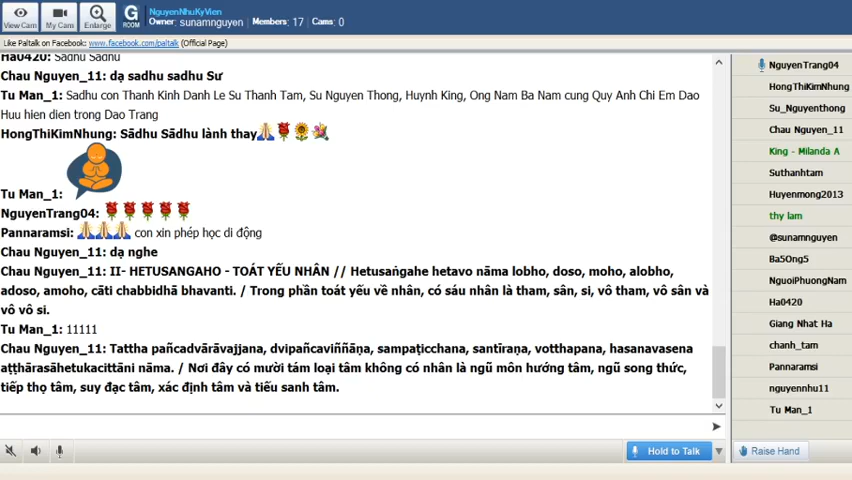 NguyenNhuKyVien
Owner: sunamnguyen Members: 17 Cams: 0
View Cam My Cam Enlarge G ROOM
Like Paltalk on Facebook: www.facebook.com/paltalk (Official Page)
Ha0420: Sadhu Sadhu
Chau Nguyen_11: dạ sadhu sadhu Sư
Tu Man_1: Sadhu con Thanh Kinh Danh Le Su Thanh Tam, Su Nguyen Thong, Huynh King, Ong Nam Ba Nam cung Quy Anh Chi Em Dao
Huu hien dien trong Dao Trang
HongThiKimNhung: Sādhu Sādhu lành thay
Tu Man_1:
NguyenTrang04:
Pannaramsi: con xin phép học di động
Chau Nguyen_11: dạ nghe
Chau Nguyen_11: II- HETUSANGAHO - TOÁT YẾU NHÂN // Hetusaṅgahe hetavo nāma lobho, doso, moho, alobho,
adoso, amoho, cāti chabbidhā bhavanti. / Trong phần toát yếu về nhân, có sáu nhân là tham, sân, si, vô tham, vô sân và
vô vô si.
Tu Man_1: 11111
Chau Nguyen_11: Tattha pañcadvārāvajjana, dvipañcaviññāṇa, sampaṭicchana, santīraṇa, votthapana, hasanavasena
aṭṭhārasāhetukacittāni nāma. / Nơi đây có mười tám loại tâm không có nhân là ngũ môn hướng tâm, ngũ song thức,
tiếp thọ tâm, suy đạc tâm, xác định tâm và tiếu sanh tâm.
Hold to Talk
NguyenTrang04
HongThiKimNhung
Su_Nguyenthong
Chau Nguyen_11
King - Milanda A
Suthanhtam
Huyenmong2013
thy lam
@sunamnguyen
Ba5Ong5
NguoiPhuongNam
Ha0420
Giang Nhat Ha
chanh_tam
Pannaramsi
nguyennhu11
Tu Man_1
Raise Hand